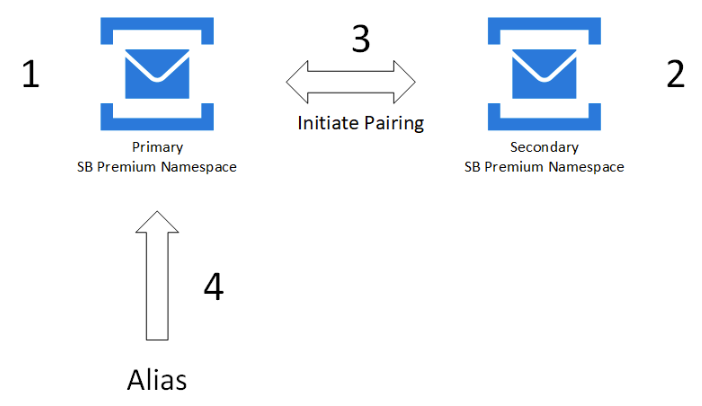 1
Primary
SB Premium Namespace
3
Initiate Pairing
2
Secondary
SB Premium Namespace
4
Alias